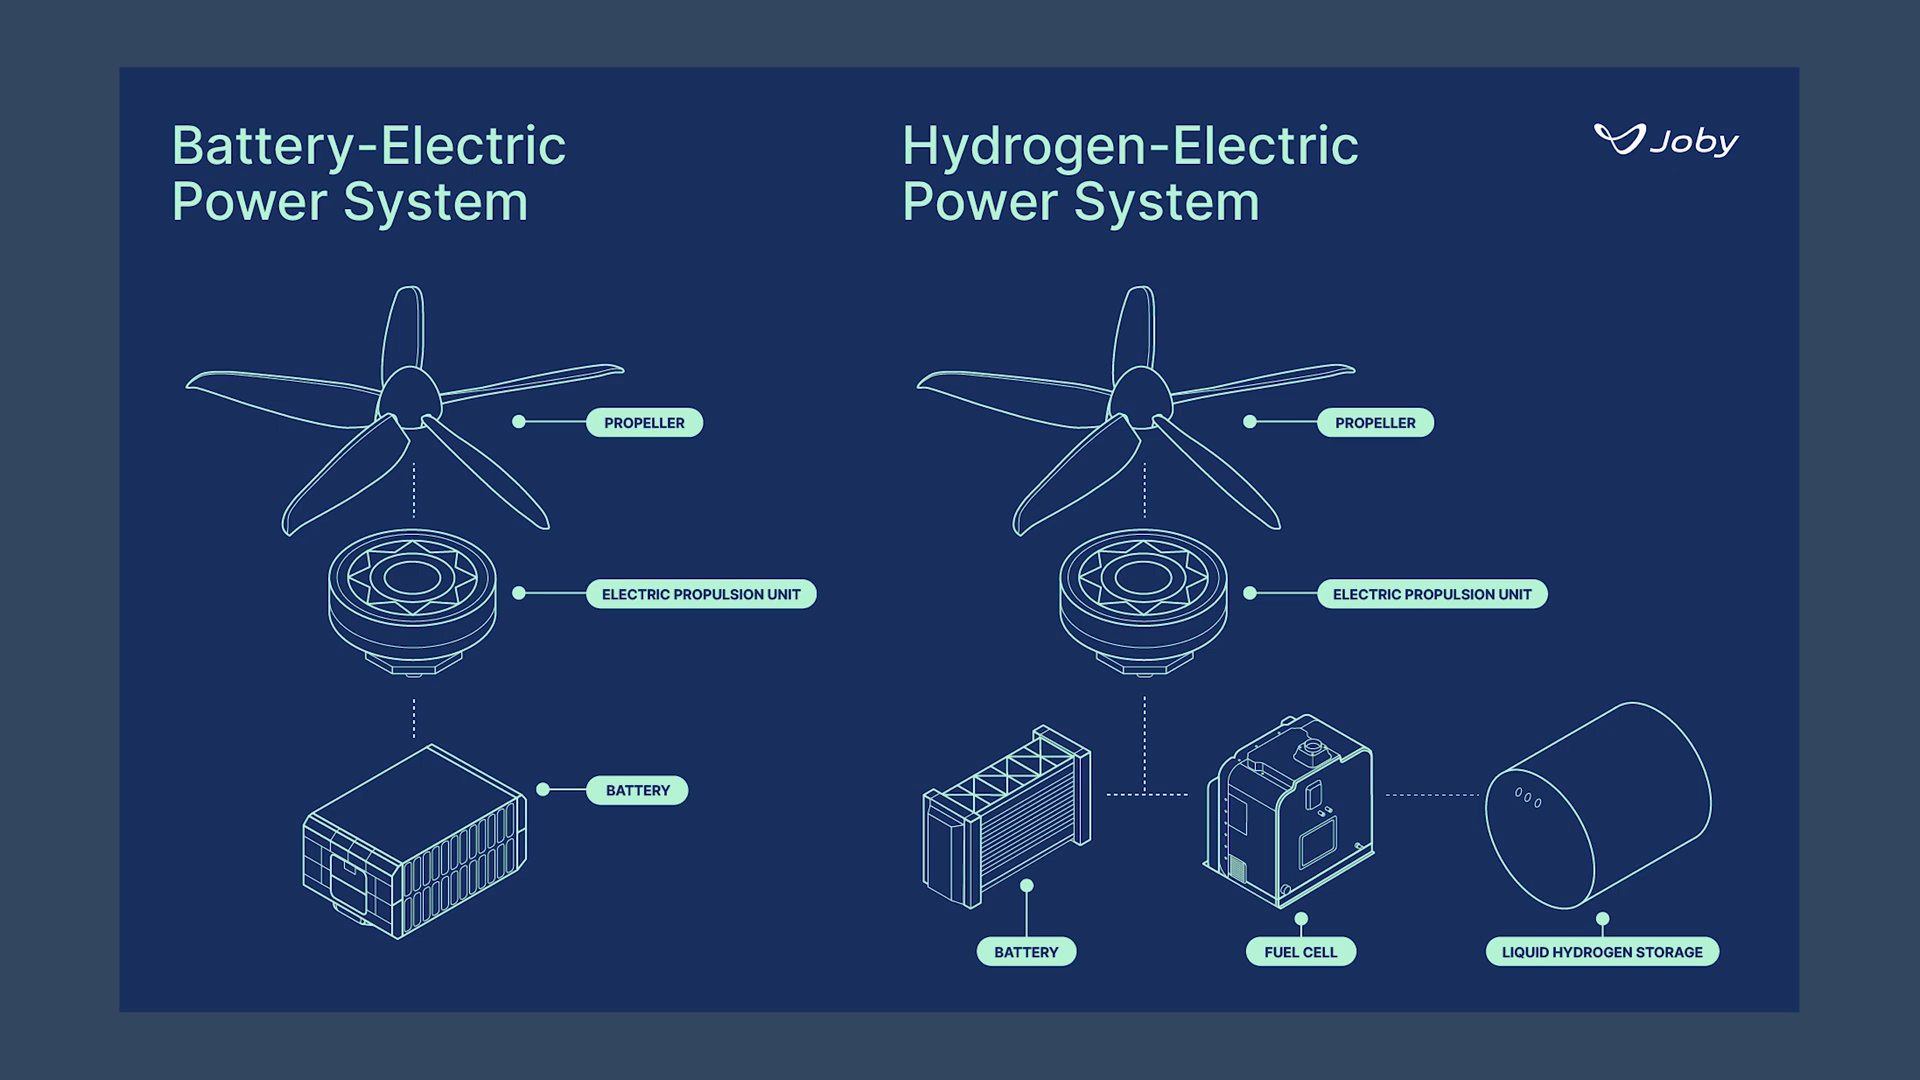 Battery-Electric
Power System
PROPELLER
ELECTRIC PROPULSION UNIT
BATTERY
Hydrogen-Electric
Power System
Joby
PROPELLER
ELECTRIC PROPULSION UNIT
BATTERY
FUEL CELL
LIQUID HYDROGEN STORAGE